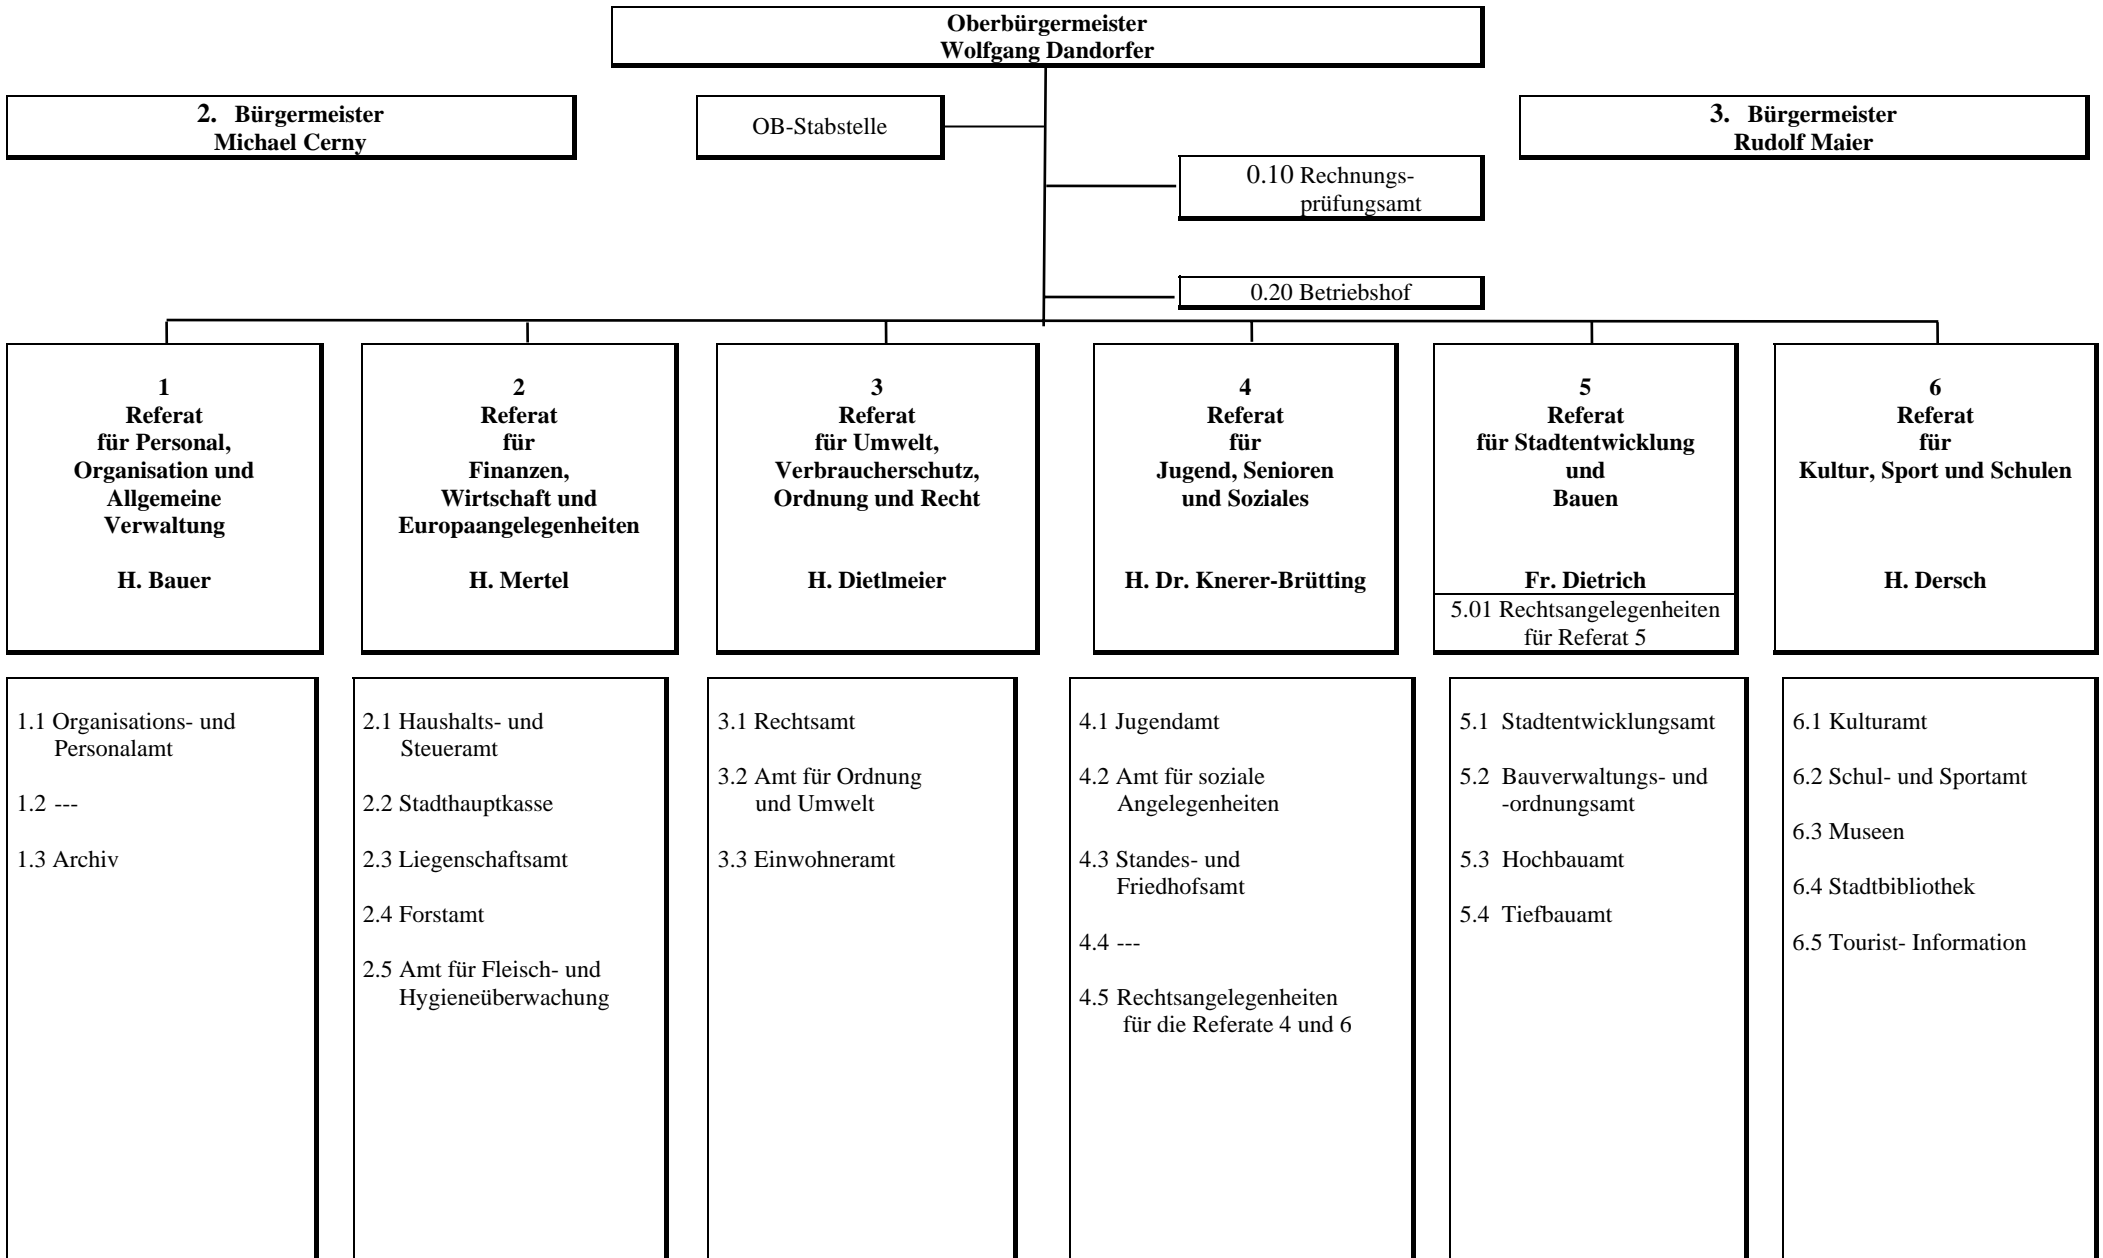 Oberbürgermeister
Wolfgang Dandorfer
2. Bürgermeister
Michael Cerny
OB-Stabstelle
3. Bürgermeister
Rudolf Maier
0.10 Rechnungs-
prüfungsamt
0.20 Betriebshof
1
Referat
für Personal,
Organisation und
Allgemeine
Verwaltung
H. Bauer
2
Referat
für
Finanzen,
Wirtschaft und
Europaangelegenheiten
H. Mertel
3
Referat
für Umwelt,
Verbraucherschutz,
Ordnung und Recht
H. Dietlmeier
4
Referat
für
Jugend, Senioren
und Soziales
H. Dr. Knerer-Brütting
5
Referat
für Stadtentwicklung
und
Bauen
Fr. Dietrich
5.01 Rechtsangelegenheiten
für Referat 5
6
Referat
für
Kultur, Sport und Schulen
H. Dersch
1.1 Organisations- und
Personalamt
1.2 ---
1.3 Archiv
2.1 Haushalts- und
Steueramt
2.2 Stadthauptkasse
2.3 Liegenschaftsamt
2.4 Forstamt
2.5 Amt für Fleisch- und
Hygieneüberwachung
3.1 Rechtsamt
3.2 Amt für Ordnung
und Umwelt
3.3 Einwohneramt
4.1 Jugendamt
4.2 Amt für soziale
Angelegenheiten
4.3 Standes- und
Friedhofsamt
4.4 ---
4.5 Rechtsangelegenheiten
für die Referate 4 und 6
5.1 Stadtentwicklungsamt
5.2 Bauverwaltungs- und
-ordnungsamt
5.3 Hochbauamt
5.4 Tiefbauamt
6.1 Kulturamt
6.2 Schul- und Sportamt
6.3 Museen
6.4 Stadtbibliothek
6.5 Tourist- Information